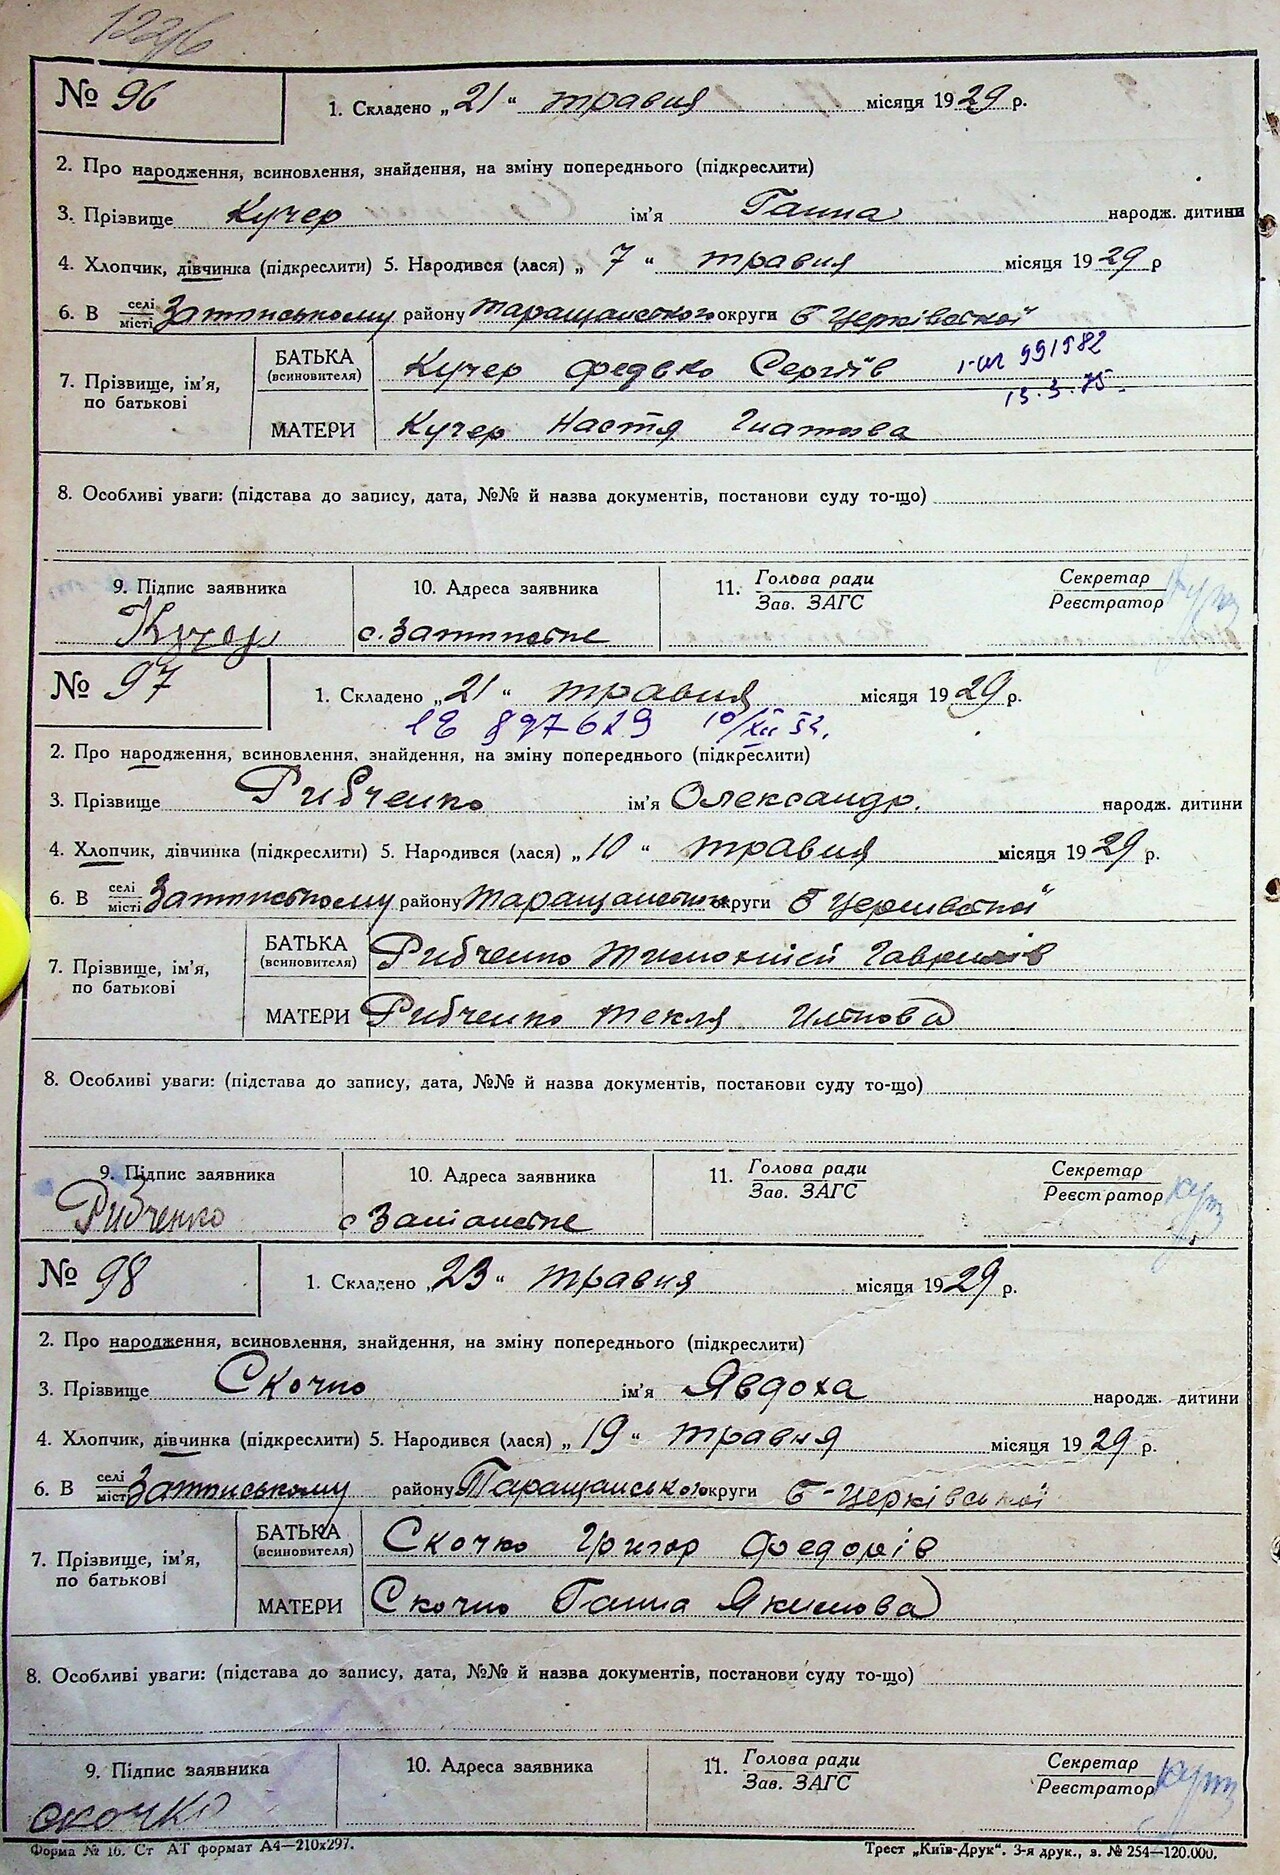 122/6
№ 96
1. Складено „21“ травня місяця 1929 р.
2. Про народження, всиновлення, знайдення, на зміну попереднього (підкреслити)
3. Прізвище Кучер ім'я Ганна народж. дитини
4. Хлопчик, дівчинка (підкреслити) 5. Народився (лася) „7“ травня місяця 1929 р
6. В селі місті району Таращанського округи Б Церківської
7. Прізвище, ім'я, по батькові
БАТЬКА (всиновителя) Кучер Федько Сергіїв 991582
13.3.75.
МАТЕРИ Кучер Настя Гнатова
8. Особливі уваги: (підстава до запису, дата, №№ й назва документів, постанови суду то-що)
9. Підпис заявника 10. Адреса заявника 11. Голова ради Зав. ЗАГС Секретар Реєстратор
Кучер
№ 97
1. Складено „21“ травня місяця 1929 р.
897629 10/XII 52.
2. Про народження, всиновлення, знайдення, на зміну попереднього (підкреслити)
3. Прізвище Рибченко ім'я Олександр. народж. дитини
4. Хлопчик, дівчинка (підкреслити) 5. Народився (лася) „10“ травня місяця 1929 р.
6. В селі місті району Таращанського округи Б Церківської
7. Прізвище, ім'я, по батькові
БАТЬКА (всиновителя) Рибченко Гаврилів
МАТЕРИ Рибченко Текля
8. Особливі уваги: (підстава до запису, дата, №№ й назва документів, постанови суду то-що)
9. Підпис заявника 10. Адреса заявника 11. Голова ради Зав. ЗАГС Секретар Реєстратор
Рибченко
№ 98
1. Складено „23“ травня місяця 1929 р.
2. Про народження, всиновлення, знайдення, на зміну попереднього (підкреслити)
3. Прізвище Скочко ім'я Явдоха народж. дитини
4. Хлопчик, дівчинка (підкреслити) 5. Народився (лася) „19“ травня місяця 1929 р.
6. В селі місті району Таращанського округи Б-Церківської
7. Прізвище, ім'я, по батькові
БАТЬКА (всиновителя) Скочко Григор Федорів
МАТЕРИ Скочко Ганна Якимова
8. Особливі уваги: (підстава до запису, дата, №№ й назва документів, постанови суду то-що)
9. Підпис заявника 10. Адреса заявника 11. Голова ради Зав. ЗАГС Секретар Реєстратор
скочко
Форма № 16. Ст АТ формат А4—210х297. Трест „Київ-Друк“. 3-я друк., з. № 254—120.000.